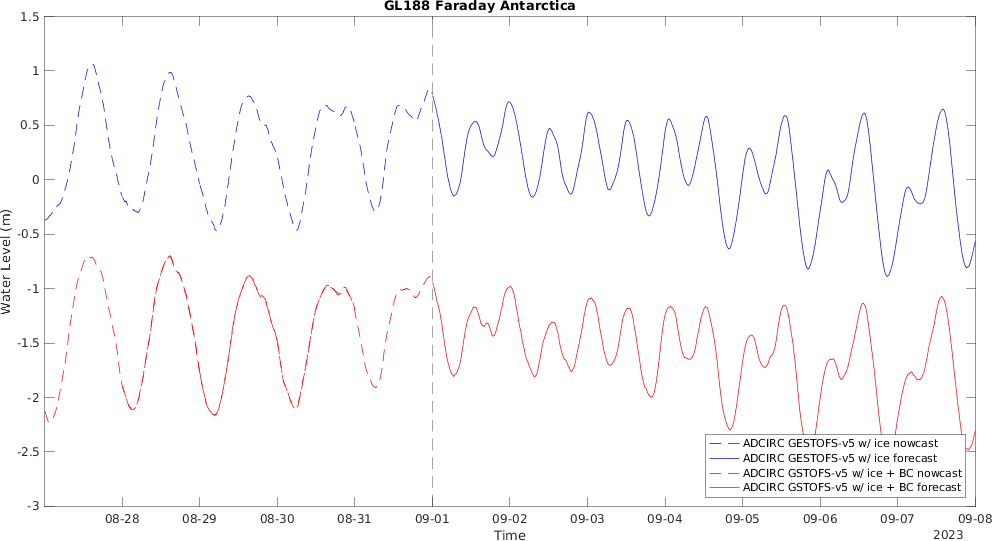 GL188 Faraday Antarctica
1.5
1
0.5
0
-0.5
-1
-1.5
-2
-2.5
-3
Water Level (m)
ADCIRC GESTOFS-v5 w/ ice nowcast
ADCIRC GESTOFS-v5 w/ ice forecast
ADCIRC GSTOFS-v5 w/ ice + BC nowcast
ADCIRC GSTOFS-v5 w/ ice + BC forecast
08-28 08-29 08-30 08-31 09-01 09-02 09-03 09-04 09-05 09-06 09-07 09-08
Time
2023